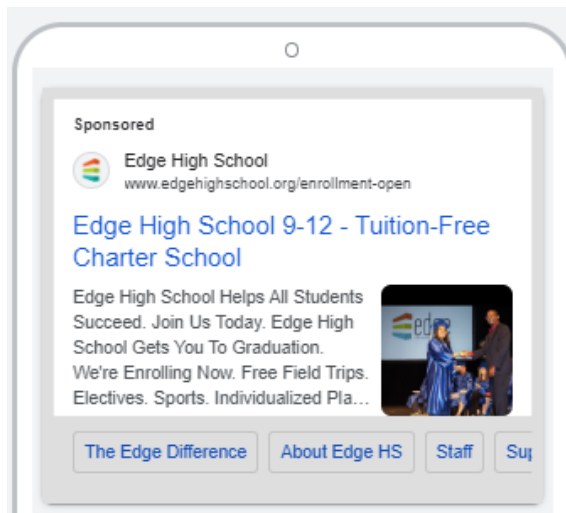 Sponsored
Edge High School
www.edgehighschool.org/enrollment-open
Edge High School 9-12 - Tuition-Free
Charter School
Edge High School Helps All Students
Succeed. Join Us Today. Edge High
School Gets You To Graduation.
We're Enrolling Now. Free Field Trips.
Electives. Sports. Individualized Pla...
edge
The Edge Difference
About Edge HS
Staff